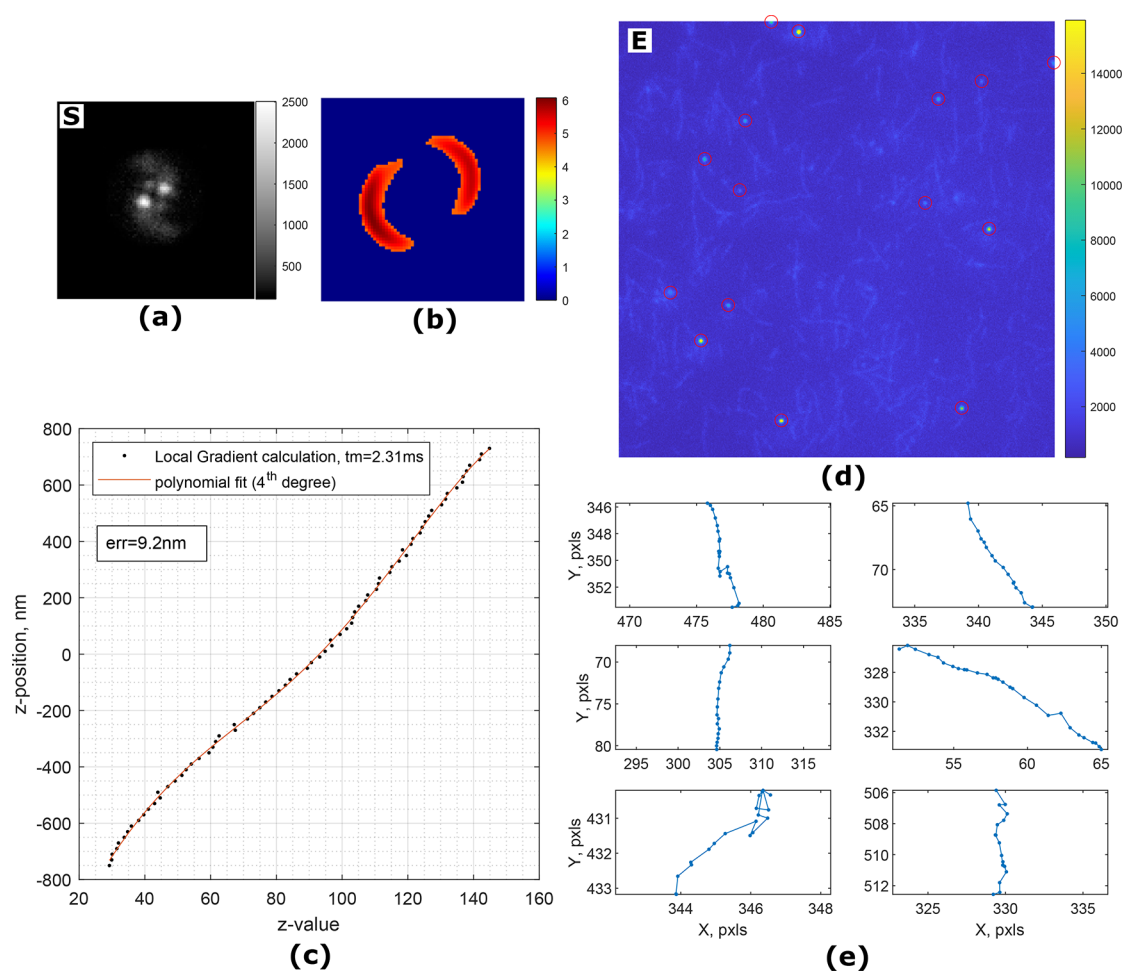 S
2500
2000
1500
1000
500
(a)
6
5
4
3
2
1
0
(b)
E
14000
12000
10000
8000
6000
4000
2000
(d)
800
600
400
200
0
-200
-400
-600
-800
z-position, nm
Local Gradient calculation, tm=2.31ms
polynomial fit (4th degree)
err=9.2nm
20 40 60 80 100 120 140 160
z-value
(c)
346
348
350
352
Y, pxls
470 475 480 485
65
70
335 340 345 350
70
75
80
Y, pxls
295 300 305 310 315
328
330
333
55 60 65
431
432
433
Y, pxls
344 346 348
X, pxls
506
508
510
512
325 330 335
X, pxls
(e)